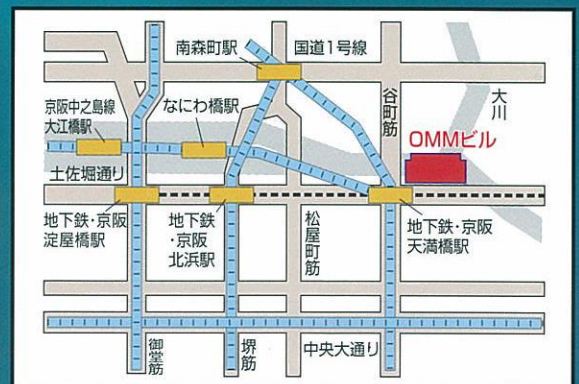 南森町駅
国道1号線
京阪中之島線
大江橋駅
なにわ橋駅
谷町筋
大川
OMMビル
土佐堀通り
地下鉄・京阪
淀屋橋駅
地下鉄
・京阪
北浜駅
松屋町筋
地下鉄・京阪
天満橋駅
御堂筋
堺筋
中央大通り